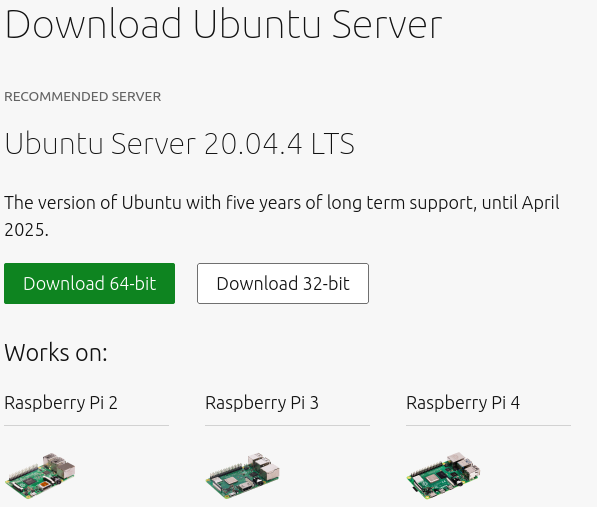 Download Ubuntu Server
RECOMMENDED SERVER
Ubuntu Server 20.04.4 LTS
The version of Ubuntu with five years of long term support, until April
2025.
Download 64-bit
Download 32-bit
Works on:
Raspberry Pi 2
Raspberry Pi 3
Raspberry Pi 4